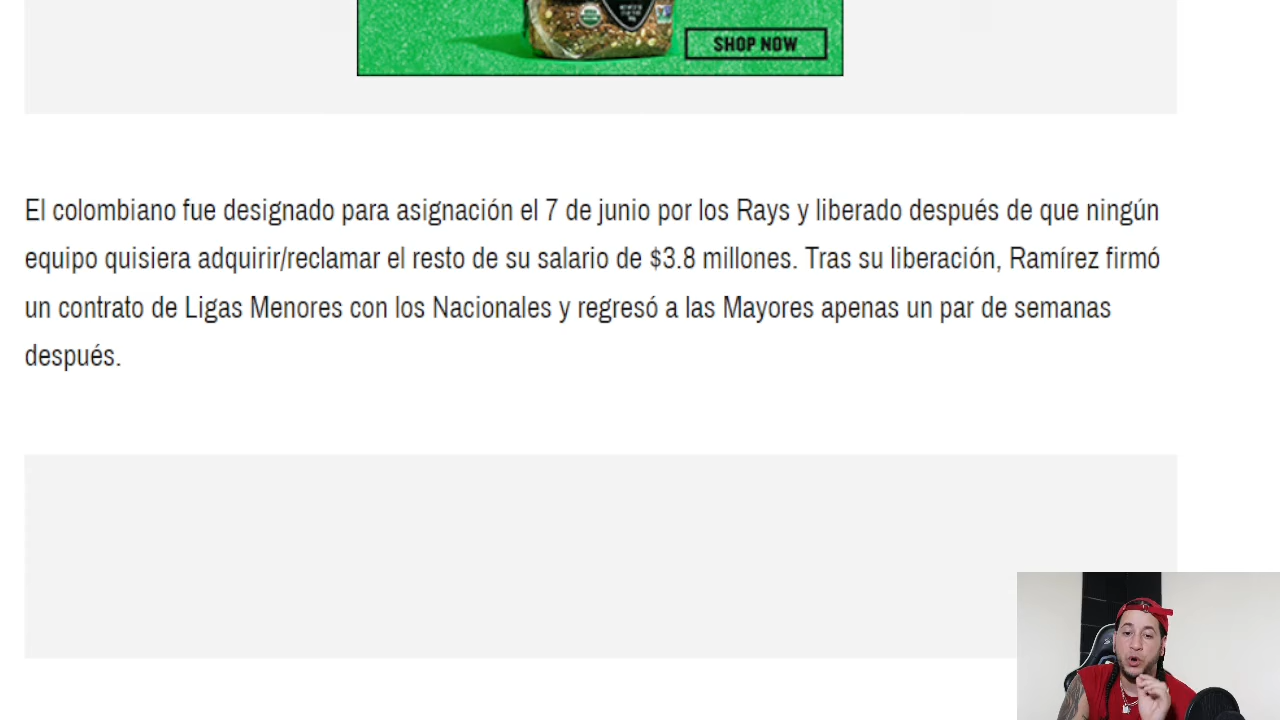 SHOP NOW
El colombiano fue designado para asignación el 7 de junio por los Rays y liberado después de que ningún
equipo quisiera adquirir/reclamar el resto de su salario de $3.8 millones. Tras su liberación, Ramírez firmó
un contrato de Ligas Menores con los Nacionales y regresó a las Mayores apenas un par de semanas
después.